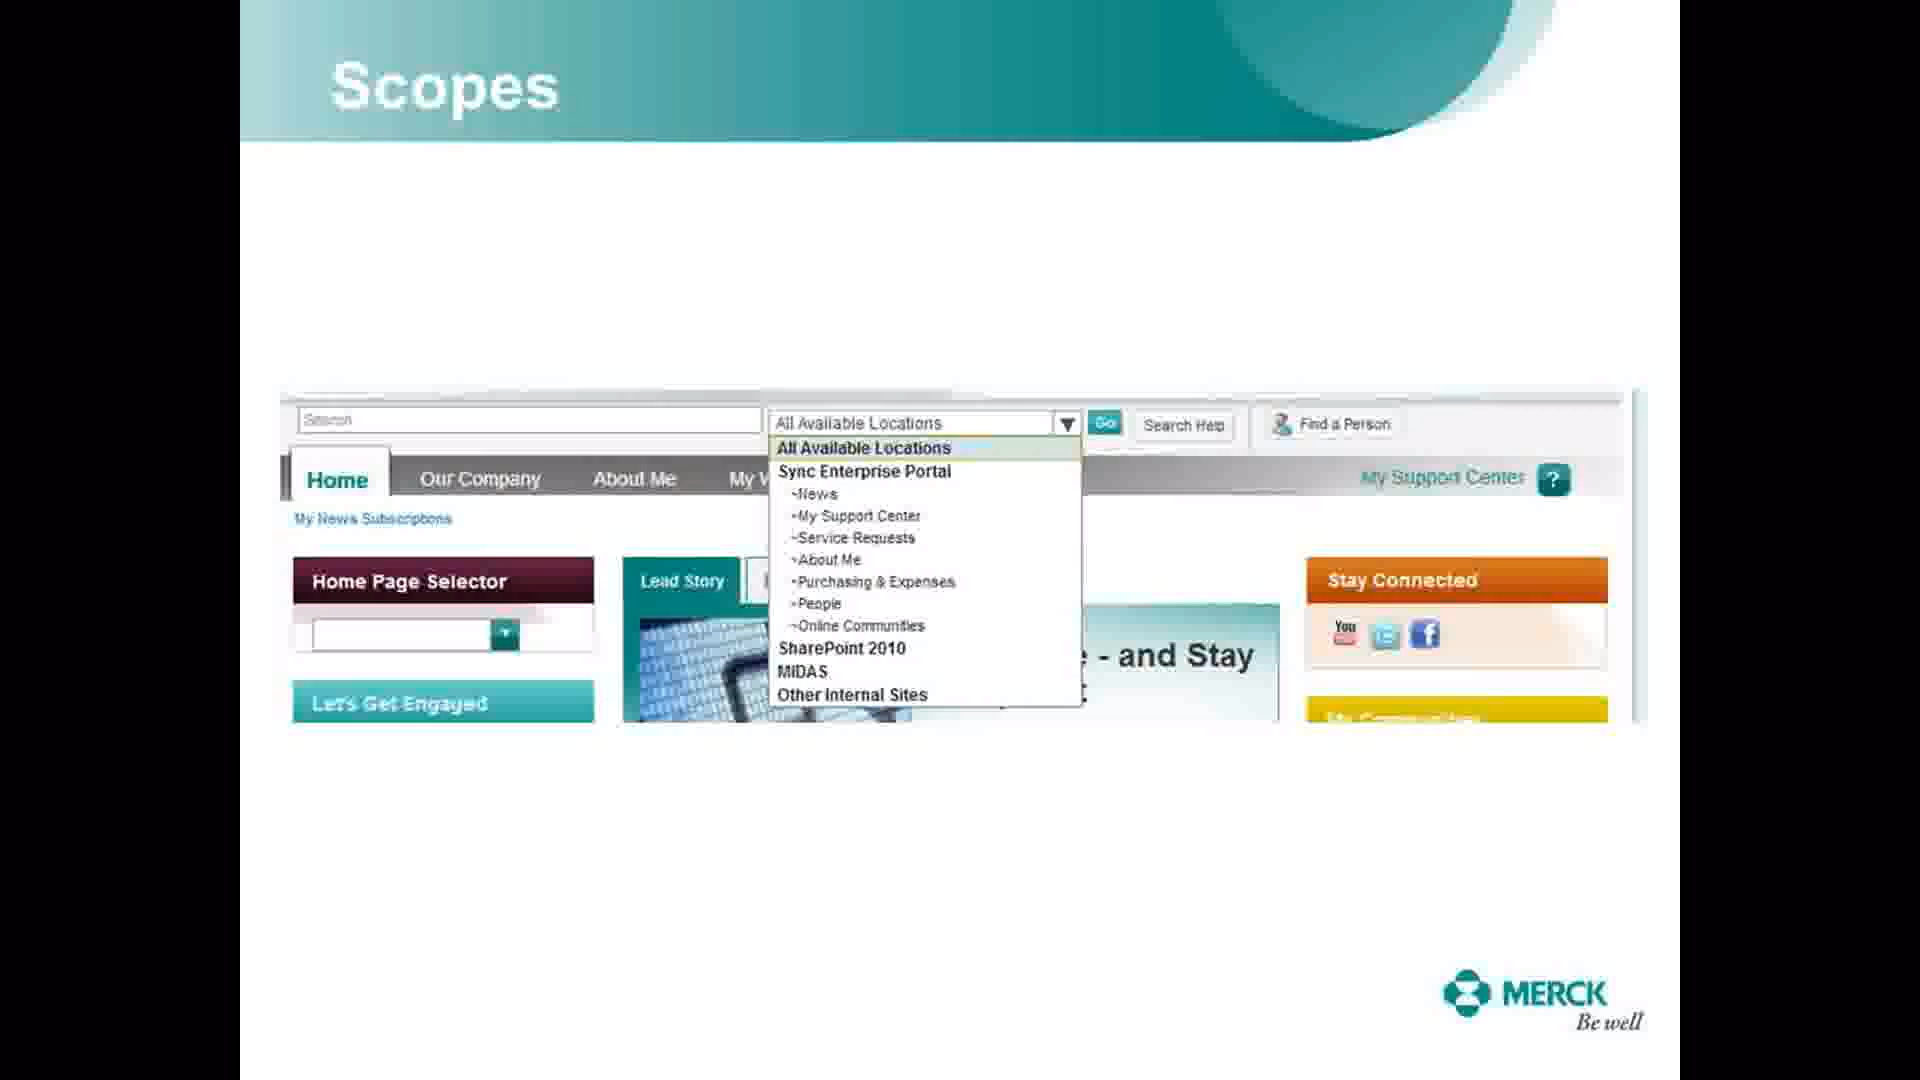 Scopes
Search
All Available Locations
Go
Search Help
Find a Person
All Available Locations
Sync Enterprise Portal
~News
~My Support Center
~Service Requests
~About Me
~Purchasing & Expenses
~People
~Online Communities
SharePoint 2010
MIDAS
Other Internal Sites
Home
Our Company
About Me
My
My Support Center
?
My News Subscriptions
Home Page Selector
Lead Story
Stay Connected
You
- and Stay
Let's Get Engaged
MERCK
Be well